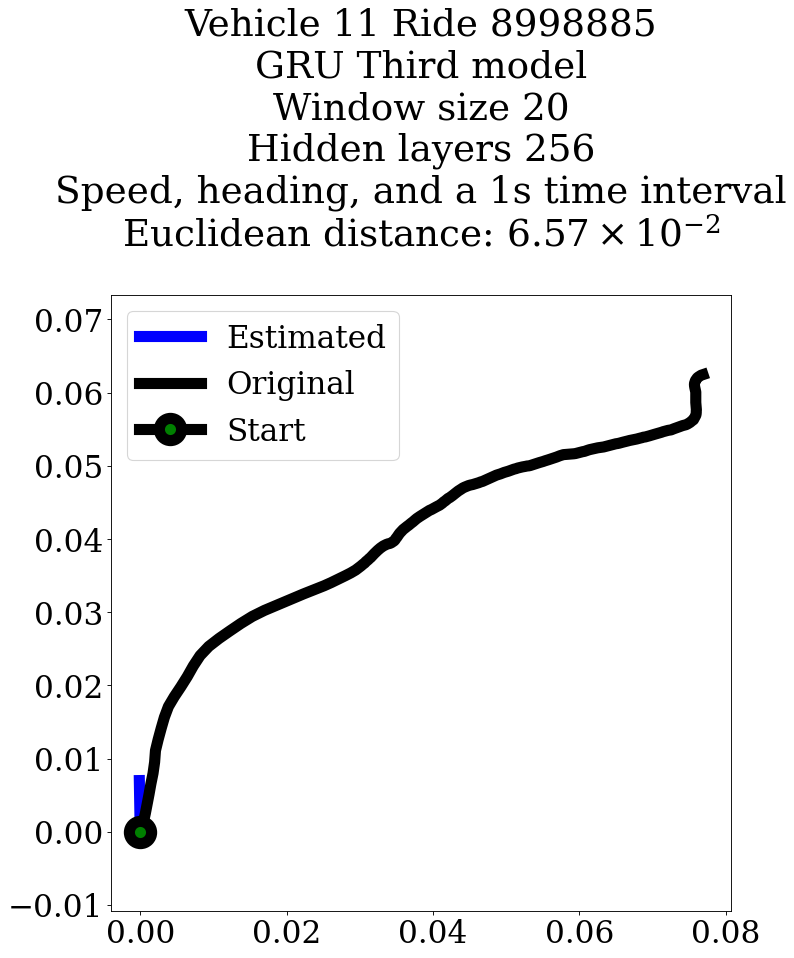 Vehicle 11 Ride 8998885
GRU Third model
Window size 20
Hidden layers 256
Speed, heading, and a 1s time interval
Euclidean distance: 6.57 × 10⁻²
Estimated
Original
Start
0.07
0.06
0.05
0.04
0.03
0.02
0.01
0.00
−0.01
0.00 0.02 0.04 0.06 0.08